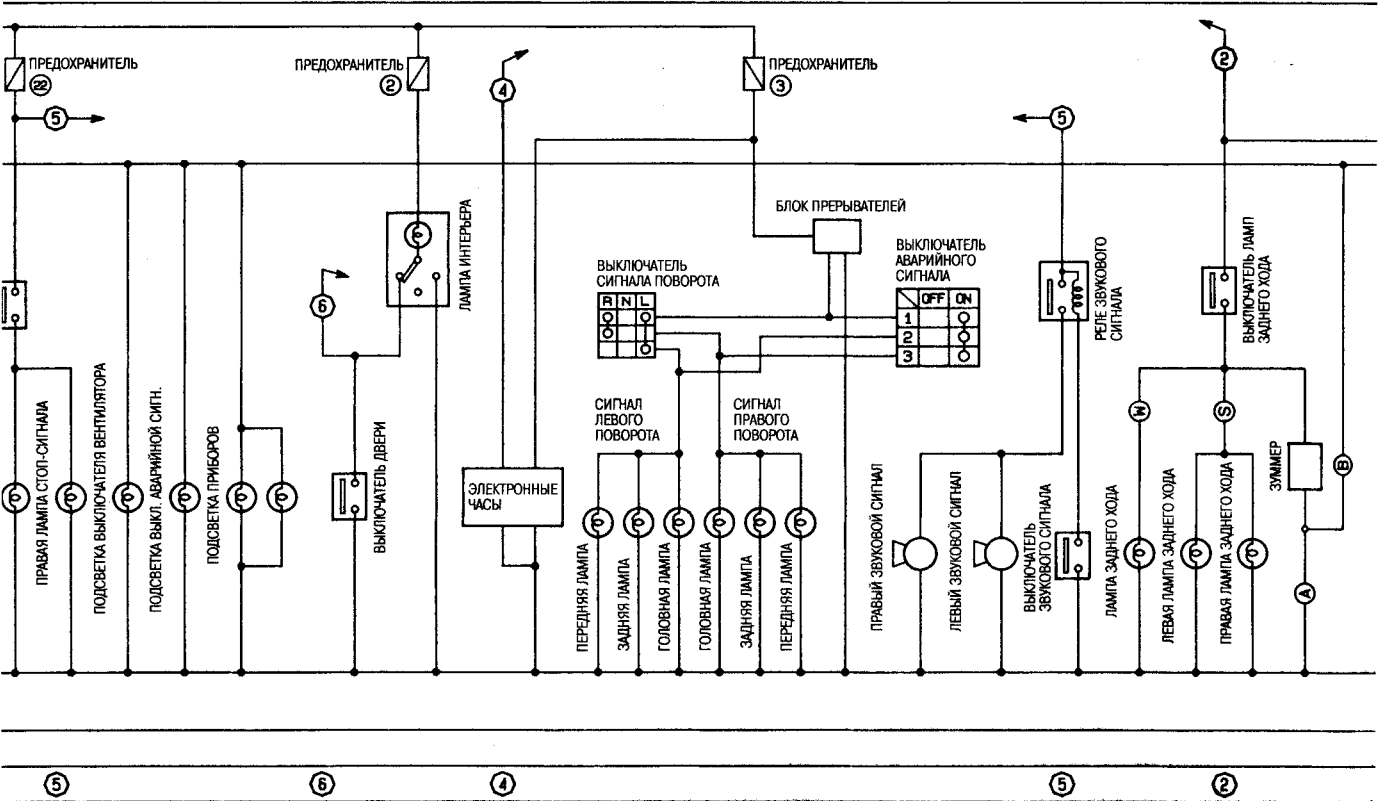 ПРЕДОХРАНИТЕЛЬ
22
5
ПРЕДОХРАНИТЕЛЬ
2
4
ПРЕДОХРАНИТЕЛЬ
3
5
2
БЛОК ПРЕРЫВАТЕЛЕЙ
ЛАМПА ИНТЕРЬЕРА
6
ВЫКЛЮЧАТЕЛЬ
СИГНАЛА ПОВОРОТА
R N L
ВЫКЛЮЧАТЕЛЬ
АВАРИЙНОГО
СИГНАЛА
OFF ON
1
2
3
РЕЛЕ ЗВУКОВОГО
СИГНАЛА
ВЫКЛЮЧАТЕЛЬ ЛАМП
ЗАДНЕГО ХОДА
ПРАВАЯ ЛАМПА СТОП-СИГНАЛА
ПОДСВЕТКА ВЫКЛЮЧАТЕЛЯ ВЕНТИЛЯТОРА
ПОДСВЕТКА ВЫКЛ. АВАРИЙНОЙ СИГН.
ПОДСВЕТКА ПРИБОРОВ
ВЫКЛЮЧАТЕЛЬ ДВЕРИ
ЭЛЕКТРОННЫЕ
ЧАСЫ
СИГНАЛ
ЛЕВОГО
ПОВОРОТА
СИГНАЛ
ПРАВОГО
ПОВОРОТА
ПЕРЕДНЯЯ ЛАМПА
ЗАДНЯЯ ЛАМПА
ГОЛОВНАЯ ЛАМПА
ГОЛОВНАЯ ЛАМПА
ЗАДНЯЯ ЛАМПА
ПЕРЕДНЯЯ ЛАМПА
ПРАВЫЙ ЗВУКОВОЙ СИГНАЛ
ЛЕВЫЙ ЗВУКОВОЙ СИГНАЛ
ВЫКЛЮЧАТЕЛЬ
ЗВУКОВОГО СИГНАЛА
W
S
ЛАМПА ЗАДНЕГО ХОДА
ЛЕВАЯ ЛАМПА ЗАДНЕГО ХОДА
ПРАВАЯ ЛАМПА ЗАДНЕГО ХОДА
ЗУММЕР
B
A
5
6
4
5
2